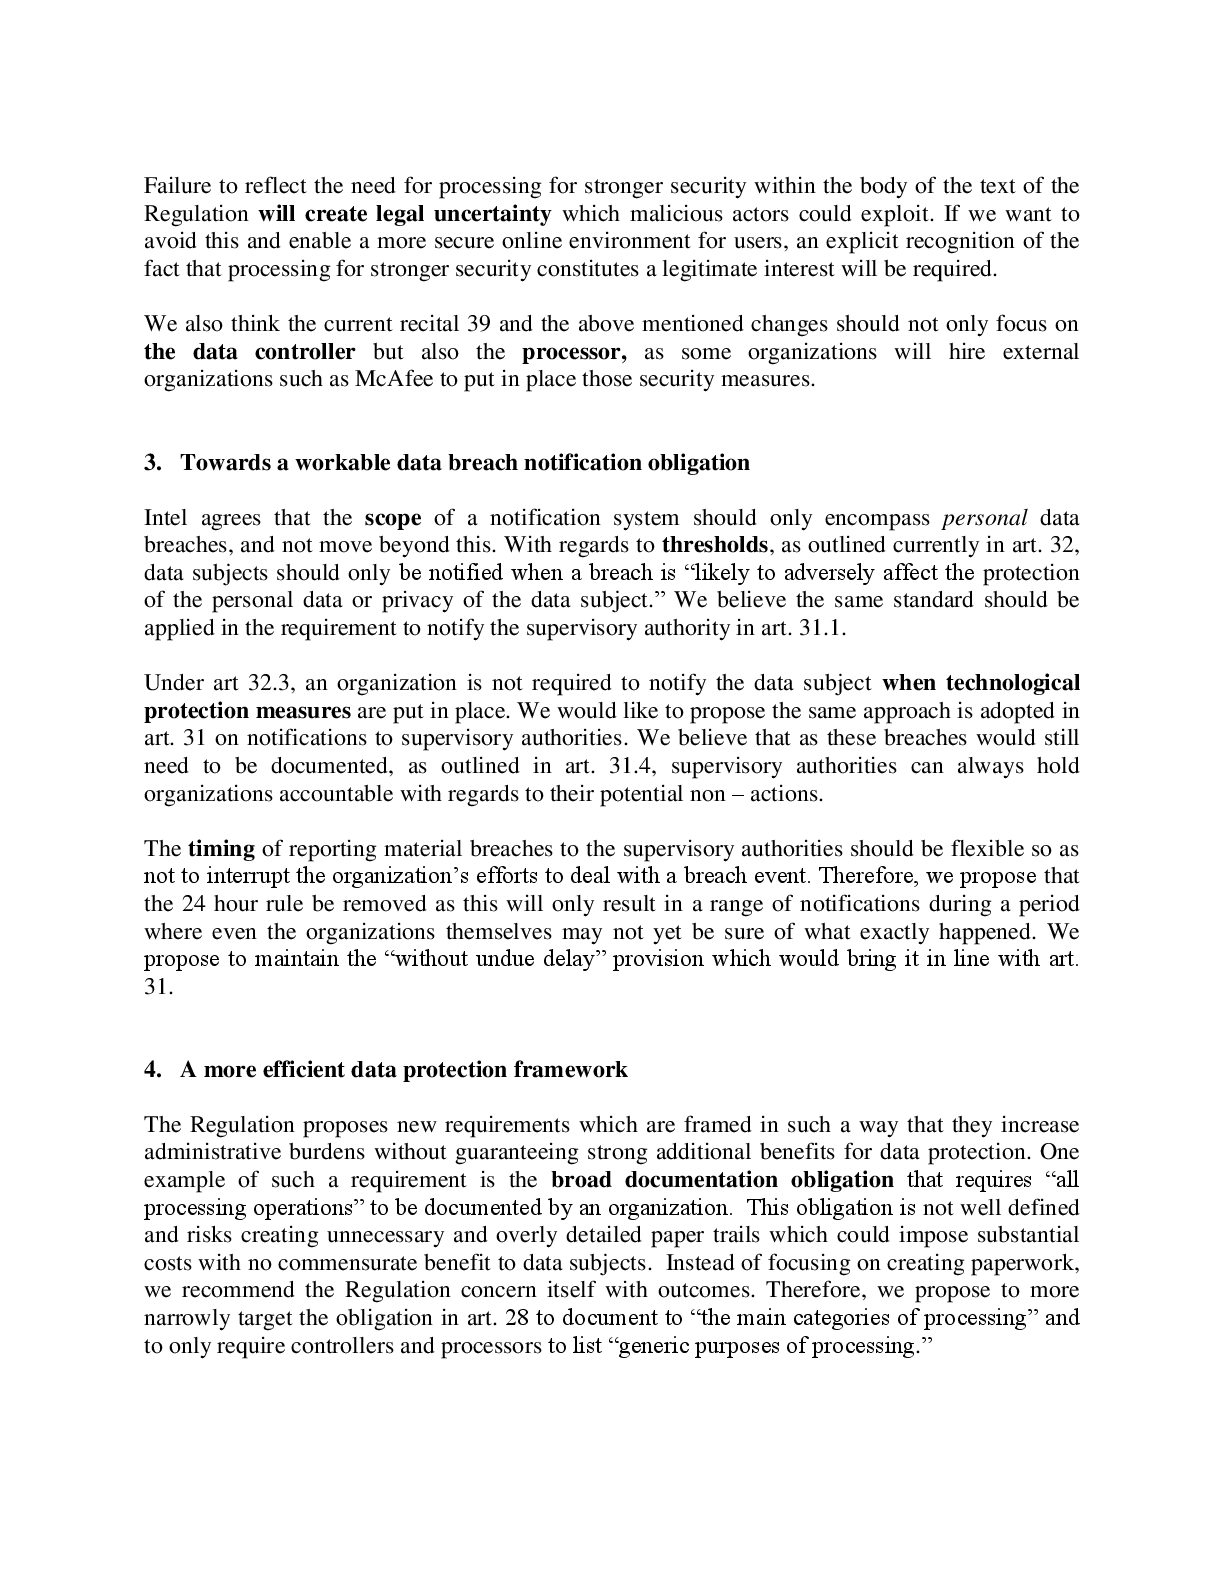 Failure to reflect the need for processing for stronger security within the body of the text of the
Regulation will create legal uncertainty which malicious actors could exploit. If we want to
avoid this and enable a more secure online environment for users, an explicit recognition of the
fact that processing for stronger security constitutes a legitimate interest will be required.
We also think the current recital 39 and the above mentioned changes should not only focus on
the data controller but also the processor, as some organizations will hire external
organizations such as McAfee to put in place those security measures.
3. Towards a workable data breach notification obligation
Intel agrees that the scope of a notification system should only encompass personal data
breaches, and not move beyond this. With regards to thresholds, as outlined currently in art. 32,
data subjects should only be notified when a breach is “likely to adversely affect the protection
of the personal data or privacy of the data subject.” We believe the same standard should be
applied in the requirement to notify the supervisory authority in art. 31.1.
Under art 32.3, an organization is not required to notify the data subject when technological
protection measures are put in place. We would like to propose the same approach is adopted in
art. 31 on notifications to supervisory authorities. We believe that as these breaches would still
need to be documented, as outlined in art. 31.4, supervisory authorities can always hold
organizations accountable with regards to their potential non – actions.
The timing of reporting material breaches to the supervisory authorities should be flexible so as
not to interrupt the organization’s efforts to deal with a breach event. Therefore, we propose that
the 24 hour rule be removed as this will only result in a range of notifications during a period
where even the organizations themselves may not yet be sure of what exactly happened. We
propose to maintain the “without undue delay” provision which would bring it in line with art.
31.
4. A more efficient data protection framework
The Regulation proposes new requirements which are framed in such a way that they increase
administrative burdens without guaranteeing strong additional benefits for data protection. One
example of such a requirement is the broad documentation obligation that requires “all
processing operations” to be documented by an organization. This obligation is not well defined
and risks creating unnecessary and overly detailed paper trails which could impose substantial
costs with no commensurate benefit to data subjects. Instead of focusing on creating paperwork,
we recommend the Regulation concern itself with outcomes. Therefore, we propose to more
narrowly target the obligation in art. 28 to document to “the main categories of processing” and
to only require controllers and processors to list “generic purposes of processing.”